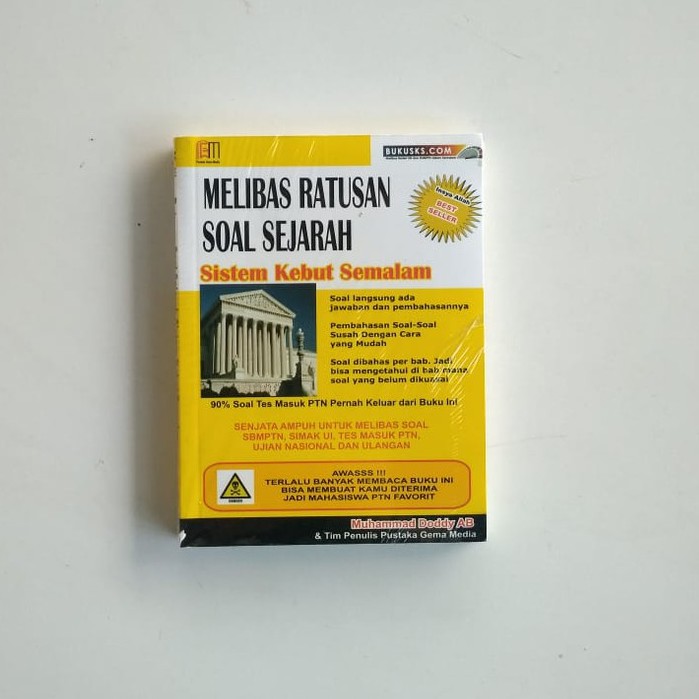 BUKUSKS.COM
MELIBAS RATUSAN
SOAL SEJARAH
Insya Allah
BEST
SELLER
Sistem Kebut Semalam
Soal langsung ada
jawaban dan pembahasannya
Pembahasan Soal-Soal
Susah Dengan Cara
yang Mudah
Soal dibahas per bab. Jadi
bisa mengetahui di bab mana
soal yang belum dikuasai
90% Soal Tes Masuk PTN Pernah Keluar dari Buku Ini
SENJATA AMPUH UNTUK MELIBAS SOAL
SBMPTN, SIMAK UI, TES MASUK PTN,
UJIAN NASIONAL DAN ULANGAN
AWASSS !!!
TERLALU BANYAK MEMBACA BUKU INI
BISA MEMBUAT KAMU DITERIMA
JADI MAHASISWA PTN FAVORIT
Muhammad Doddy AB
& Tim Penulis Pustaka Gema Media